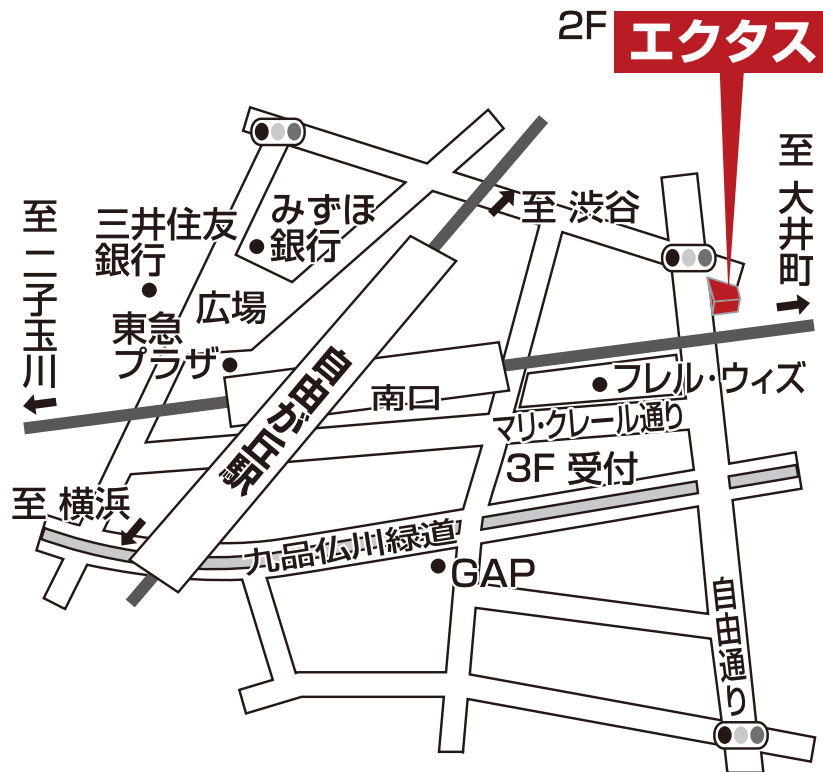 2F
エクタス
至 大井町
至 渋谷
みずほ
銀行
三井住友
銀行
至 二子玉川
広場
東急
プラザ
自由が丘駅
南口
フレル・ウィズ
マリ・クレール通り
3F 受付
至 横浜
九品仏川緑道
GAP
自由通り